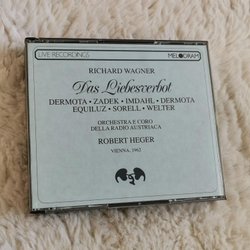 LIVE RECORDINGS
MELODRAM
RICHARD WAGNER
Das Liebesverbot
DERMOTA • ZADEK • IMDAHL • DERMOTA
EQUILUZ • SORELL • WELTER
ORCHESTRA E CORO
DELLA RADIO AUSTRIACA
ROBERT HEGER
VIENNA, 1962